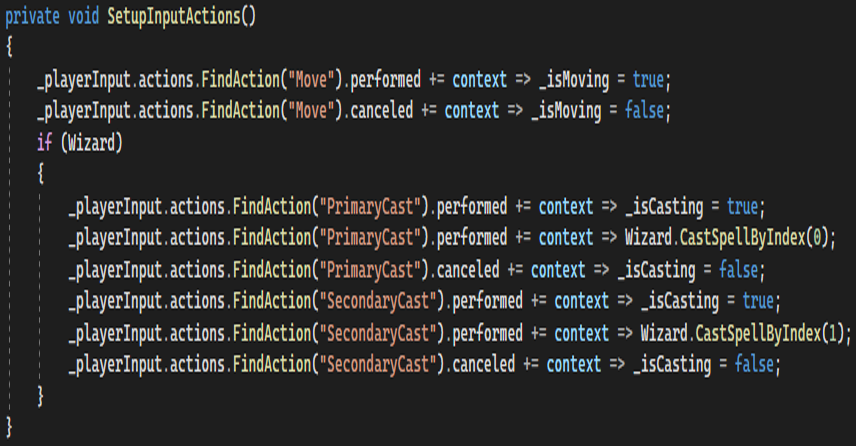 private void SetupInputActions()
{
_playerInput.actions.FindAction("Move").performed += context => _isMoving = true;
_playerInput.actions.FindAction("Move").canceled += context => _isMoving = false;
if (Wizard)
{
_playerInput.actions.FindAction("PrimaryCast").performed += context => _isCasting = true;
_playerInput.actions.FindAction("PrimaryCast").performed += context => Wizard.CastSpellByIndex(0);
_playerInput.actions.FindAction("PrimaryCast").canceled += context => _isCasting = false;
_playerInput.actions.FindAction("SecondaryCast").performed += context => _isCasting = true;
_playerInput.actions.FindAction("SecondaryCast").performed += context => Wizard.CastSpellByIndex(1);
_playerInput.actions.FindAction("SecondaryCast").canceled += context => _isCasting = false;
}
}